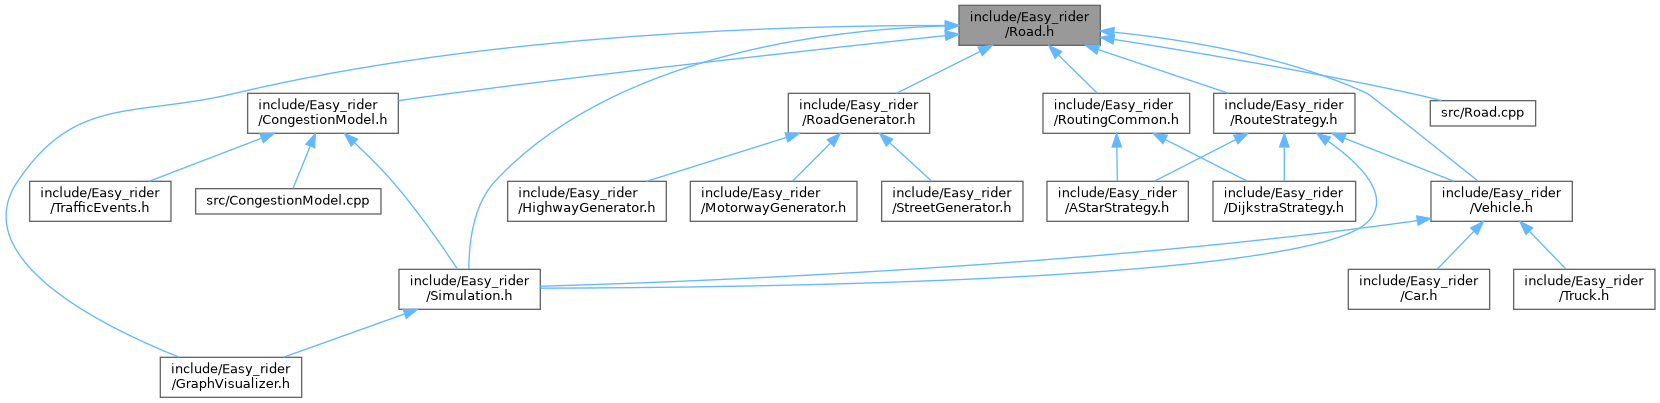 include/Easy_rider
/Road.h
include/Easy_rider
/CongestionModel.h
include/Easy_rider
/RoadGenerator.h
include/Easy_rider
/RoutingCommon.h
include/Easy_rider
/RouteStrategy.h
src/Road.cpp
include/Easy_rider
/TrafficEvents.h
src/CongestionModel.cpp
include/Easy_rider
/HighwayGenerator.h
include/Easy_rider
/MotorwayGenerator.h
include/Easy_rider
/StreetGenerator.h
include/Easy_rider
/AStarStrategy.h
include/Easy_rider
/DijkstraStrategy.h
include/Easy_rider
/Vehicle.h
include/Easy_rider
/Simulation.h
include/Easy_rider
/Car.h
include/Easy_rider
/Truck.h
include/Easy_rider
/GraphVisualizer.h